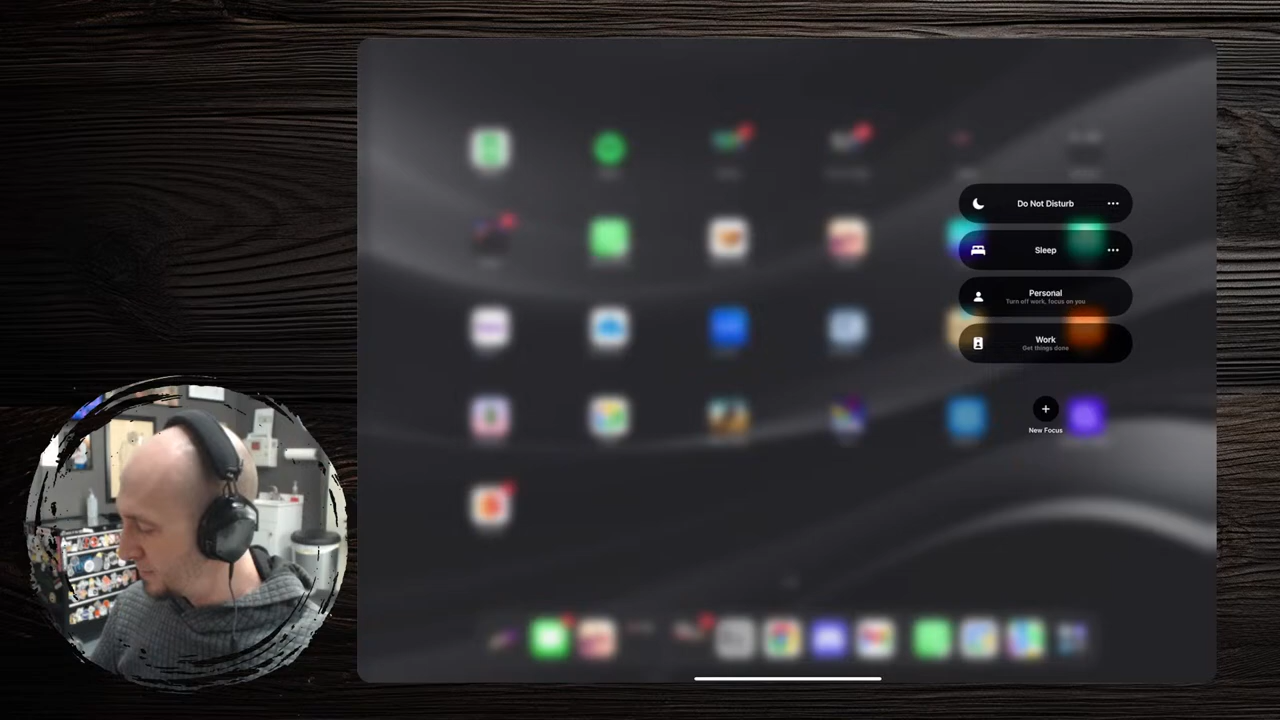 Do Not Disturb
Sleep
Personal
Turn off work, focus on you
Work
Get things done
New Focus